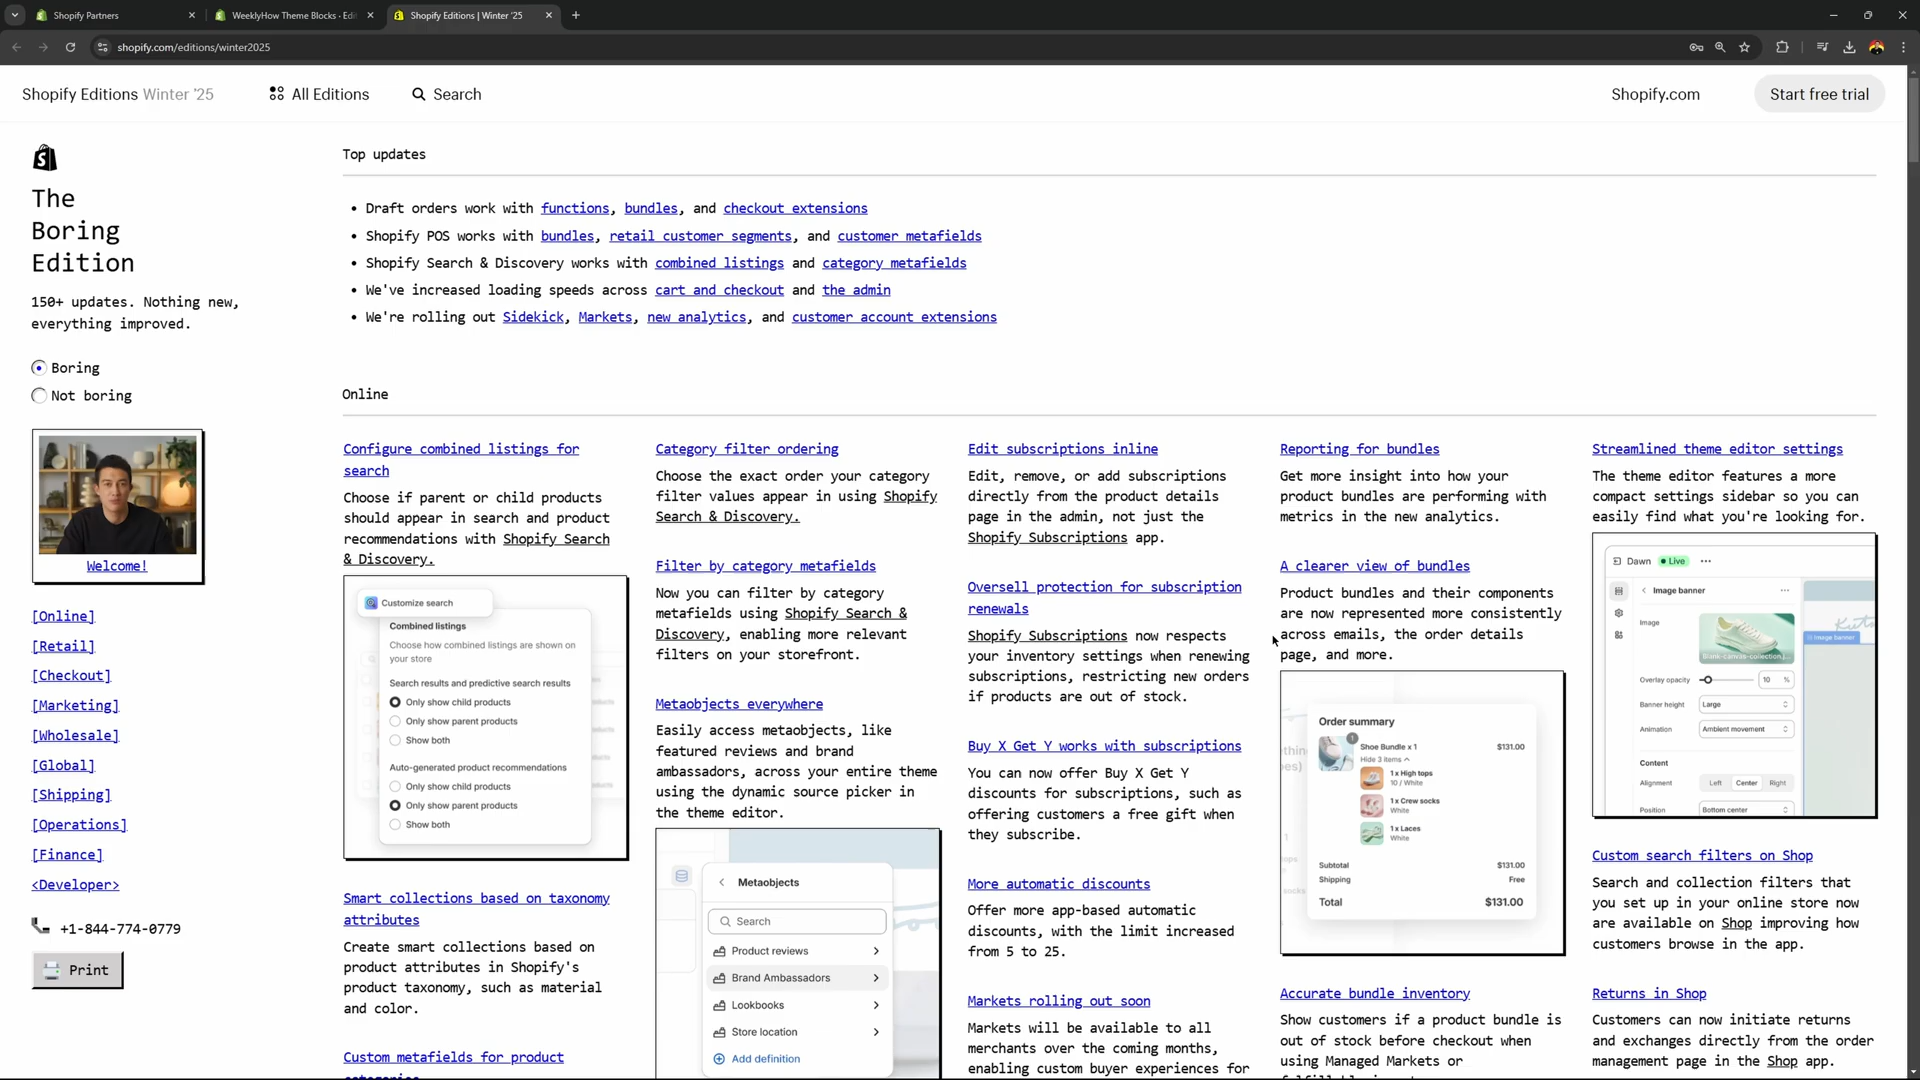 Shopify Partners
WeeklyHow Theme Blocks · Edi
Shopify Editions | Winter '25
shopify.com/editions/winter2025
Shopify Editions Winter '25
All Editions
Search
Shopify.com
Start free trial
The
Boring
Edition
150+ updates. Nothing new,
everything improved.
Boring
Not boring
Welcome!
[Online]
[Retail]
[Checkout]
[Marketing]
[Wholesale]
[Global]
[Shipping]
[Operations]
[Finance]
<Developer>
+1-844-774-0779
Print
Top updates
• Draft orders work with functions, bundles, and checkout extensions
• Shopify POS works with bundles, retail customer segments, and customer metafields
• Shopify Search & Discovery works with combined listings and category metafields
• We've increased loading speeds across cart and checkout and the admin
• We're rolling out Sidekick, Markets, new analytics, and customer account extensions
Online
Configure combined listings for
search
Choose if parent or child products
should appear in search and product
recommendations with Shopify Search
& Discovery.
Customize search
Combined listings
Choose how combined listings are shown on
your store
Search results and predictive search results
Only show child products
Only show parent products
Show both
Auto-generated product recommendations
Only show child products
Only show parent products
Show both
Smart collections based on taxonomy
attributes
Create smart collections based on
product attributes in Shopify's
product taxonomy, such as material
and color.
Custom metafields for product
Category filter ordering
Choose the exact order your category
filter values appear in using Shopify
Search & Discovery.
Filter by category metafields
Now you can filter by category
metafields using Shopify Search &
Discovery, enabling more relevant
filters on your storefront.
Metaobjects everywhere
Easily access metaobjects, like
featured reviews and brand
ambassadors, across your entire theme
using the dynamic source picker in
the theme editor.
Metaobjects
Search
Product reviews
Brand Ambassadors
Lookbooks
Store location
Add definition
Edit subscriptions inline
Edit, remove, or add subscriptions
directly from the product details
page in the admin, not just the
Shopify Subscriptions app.
Oversell protection for subscription
renewals
Shopify Subscriptions now respects
your inventory settings when renewing
subscriptions, restricting new orders
if products are out of stock.
Buy X Get Y works with subscriptions
You can now offer Buy X Get Y
discounts for subscriptions, such as
offering customers a free gift when
they subscribe.
More automatic discounts
Offer more app-based automatic
discounts, with the limit increased
from 5 to 25.
Markets rolling out soon
Markets will be available to all
merchants over the coming months,
enabling custom buyer experiences for
Reporting for bundles
Get more insight into how your
product bundles are performing with
metrics in the new analytics.
A clearer view of bundles
Product bundles and their components
are now represented more consistently
across emails, the order details
page, and more.
Order summary
1
Shoe Bundle x 1
$131.00
Hide 3 items
1 x High tops
10 / White
1 x Crew socks
White
1 x Laces
White
Subtotal
$131.00
Shipping
Free
Total
$131.00
Accurate bundle inventory
Show customers if a product bundle is
out of stock before checkout when
using Managed Markets or
Streamlined theme editor settings
The theme editor features a more
compact settings sidebar so you can
easily find what you're looking for.
Dawn
Live
Image banner
Image
Image banner
Overlay opacity
10 %
Banner height
Large
Animation
Ambient movement
Content
Alignment
Left
Center
Right
Position
Bottom center
Custom search filters on Shop
Search and collection filters that
you set up in your online store now
are available on Shop improving how
customers browse in the app.
Returns in Shop
Customers can now initiate returns
and exchanges directly from the order
management page in the Shop app.